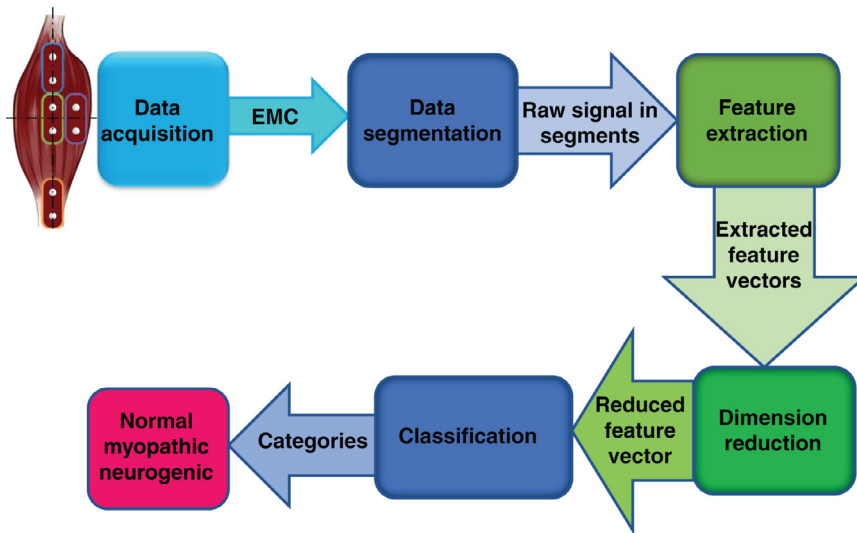 Data
acquisition
EMC
Data
segmentation
Raw signal in
segments
Feature
extraction
Extracted
feature
vectors
Dimension
reduction
Reduced
feature
vector
Classification
Categories
Normal
myopathic
neurogenic